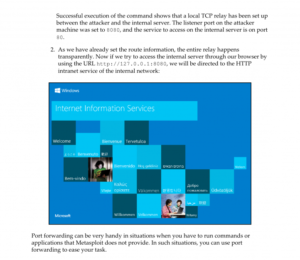 Successful execution of the command shows that a local TCP relay has been set up
between the attacker and the internal server. The listener port on the attacker
machine was set to 8080, and the service to access on the internal server is on port
80.
2. As we have already set the route information, the entire relay happens
transparently. Now if we try to access the internal server through our browser by
using the URL http://127.0.0.1:8080, we will be directed to the HTTP
intranet service of the internal network:
Windows
Internet Information Services
Welcome
Bienvenue
Tervetuloa
Bem-vindo
Microsoft
Willkommen
Port forwarding can be very handy in situations when you have to run commands or
applications that Metasploit does not provide. In such situations, you can use port
forwarding to ease your task.